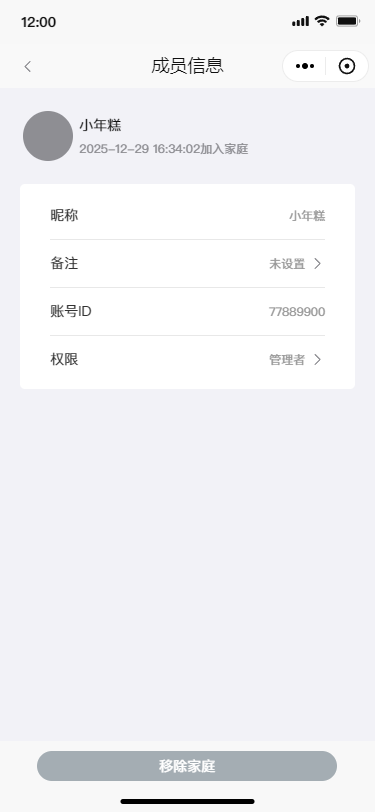 12:00
成员信息
小年糕
2025-12-29 16:34:02加入家庭
昵称 小年糕
备注 未设置
账号ID 77889900
权限 管理者
移除家庭